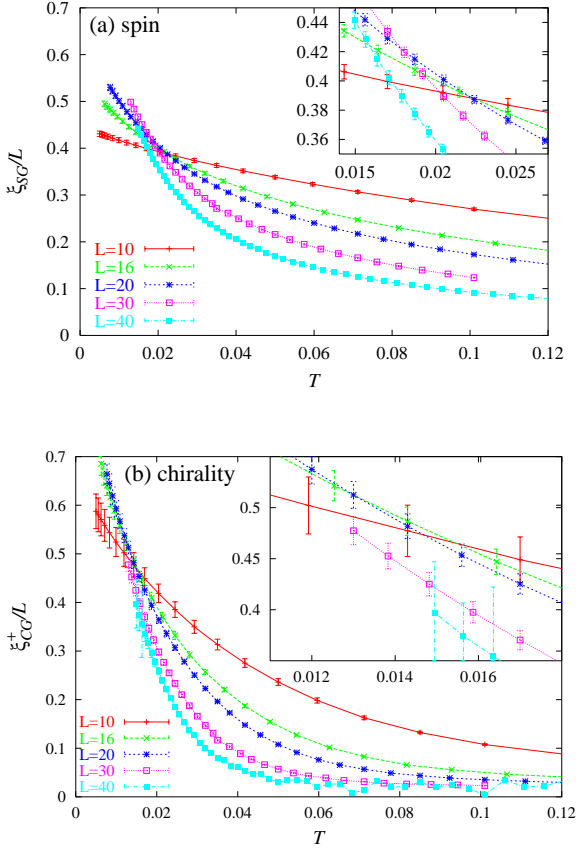 (a) spin
ξSG/L
0.7
0.6
0.5
0.4
0.3
0.2
0.1
0
0
0.02
0.04
0.06
0.08
0.1
0.12
T
L=10
L=16
L=20
L=30
L=40
0.44
0.42
0.4
0.38
0.36
0.015
0.02
0.025
(b) chirality
ξ+CG/L
0.7
0.6
0.5
0.4
0.3
0.2
0.1
0
0
0.02
0.04
0.06
0.08
0.1
0.12
T
L=10
L=16
L=20
L=30
L=40
0.5
0.45
0.4
0.012
0.014
0.016